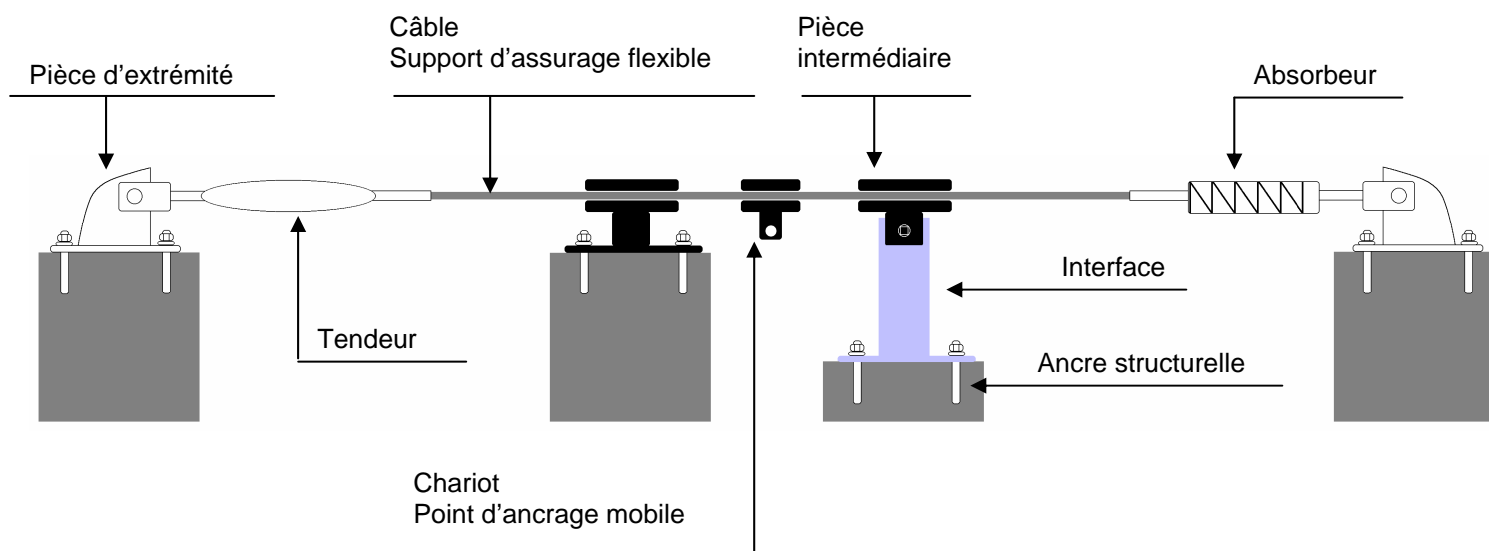 Câble
Support d’assurage flexible
Pièce
intermédiaire
Pièce d’extrémité
Absorbeur
Interface
Tendeur
Ancre structurelle
Chariot
Point d’ancrage mobile